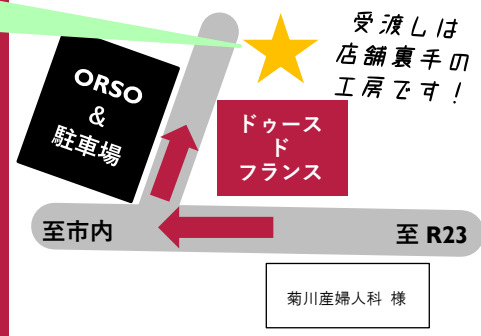 受渡しは
店舗裏手の
工房です！
ORSO
&
駐車場
ドゥース
ド
フランス
至市内
至 R23
菊川産婦人科 様